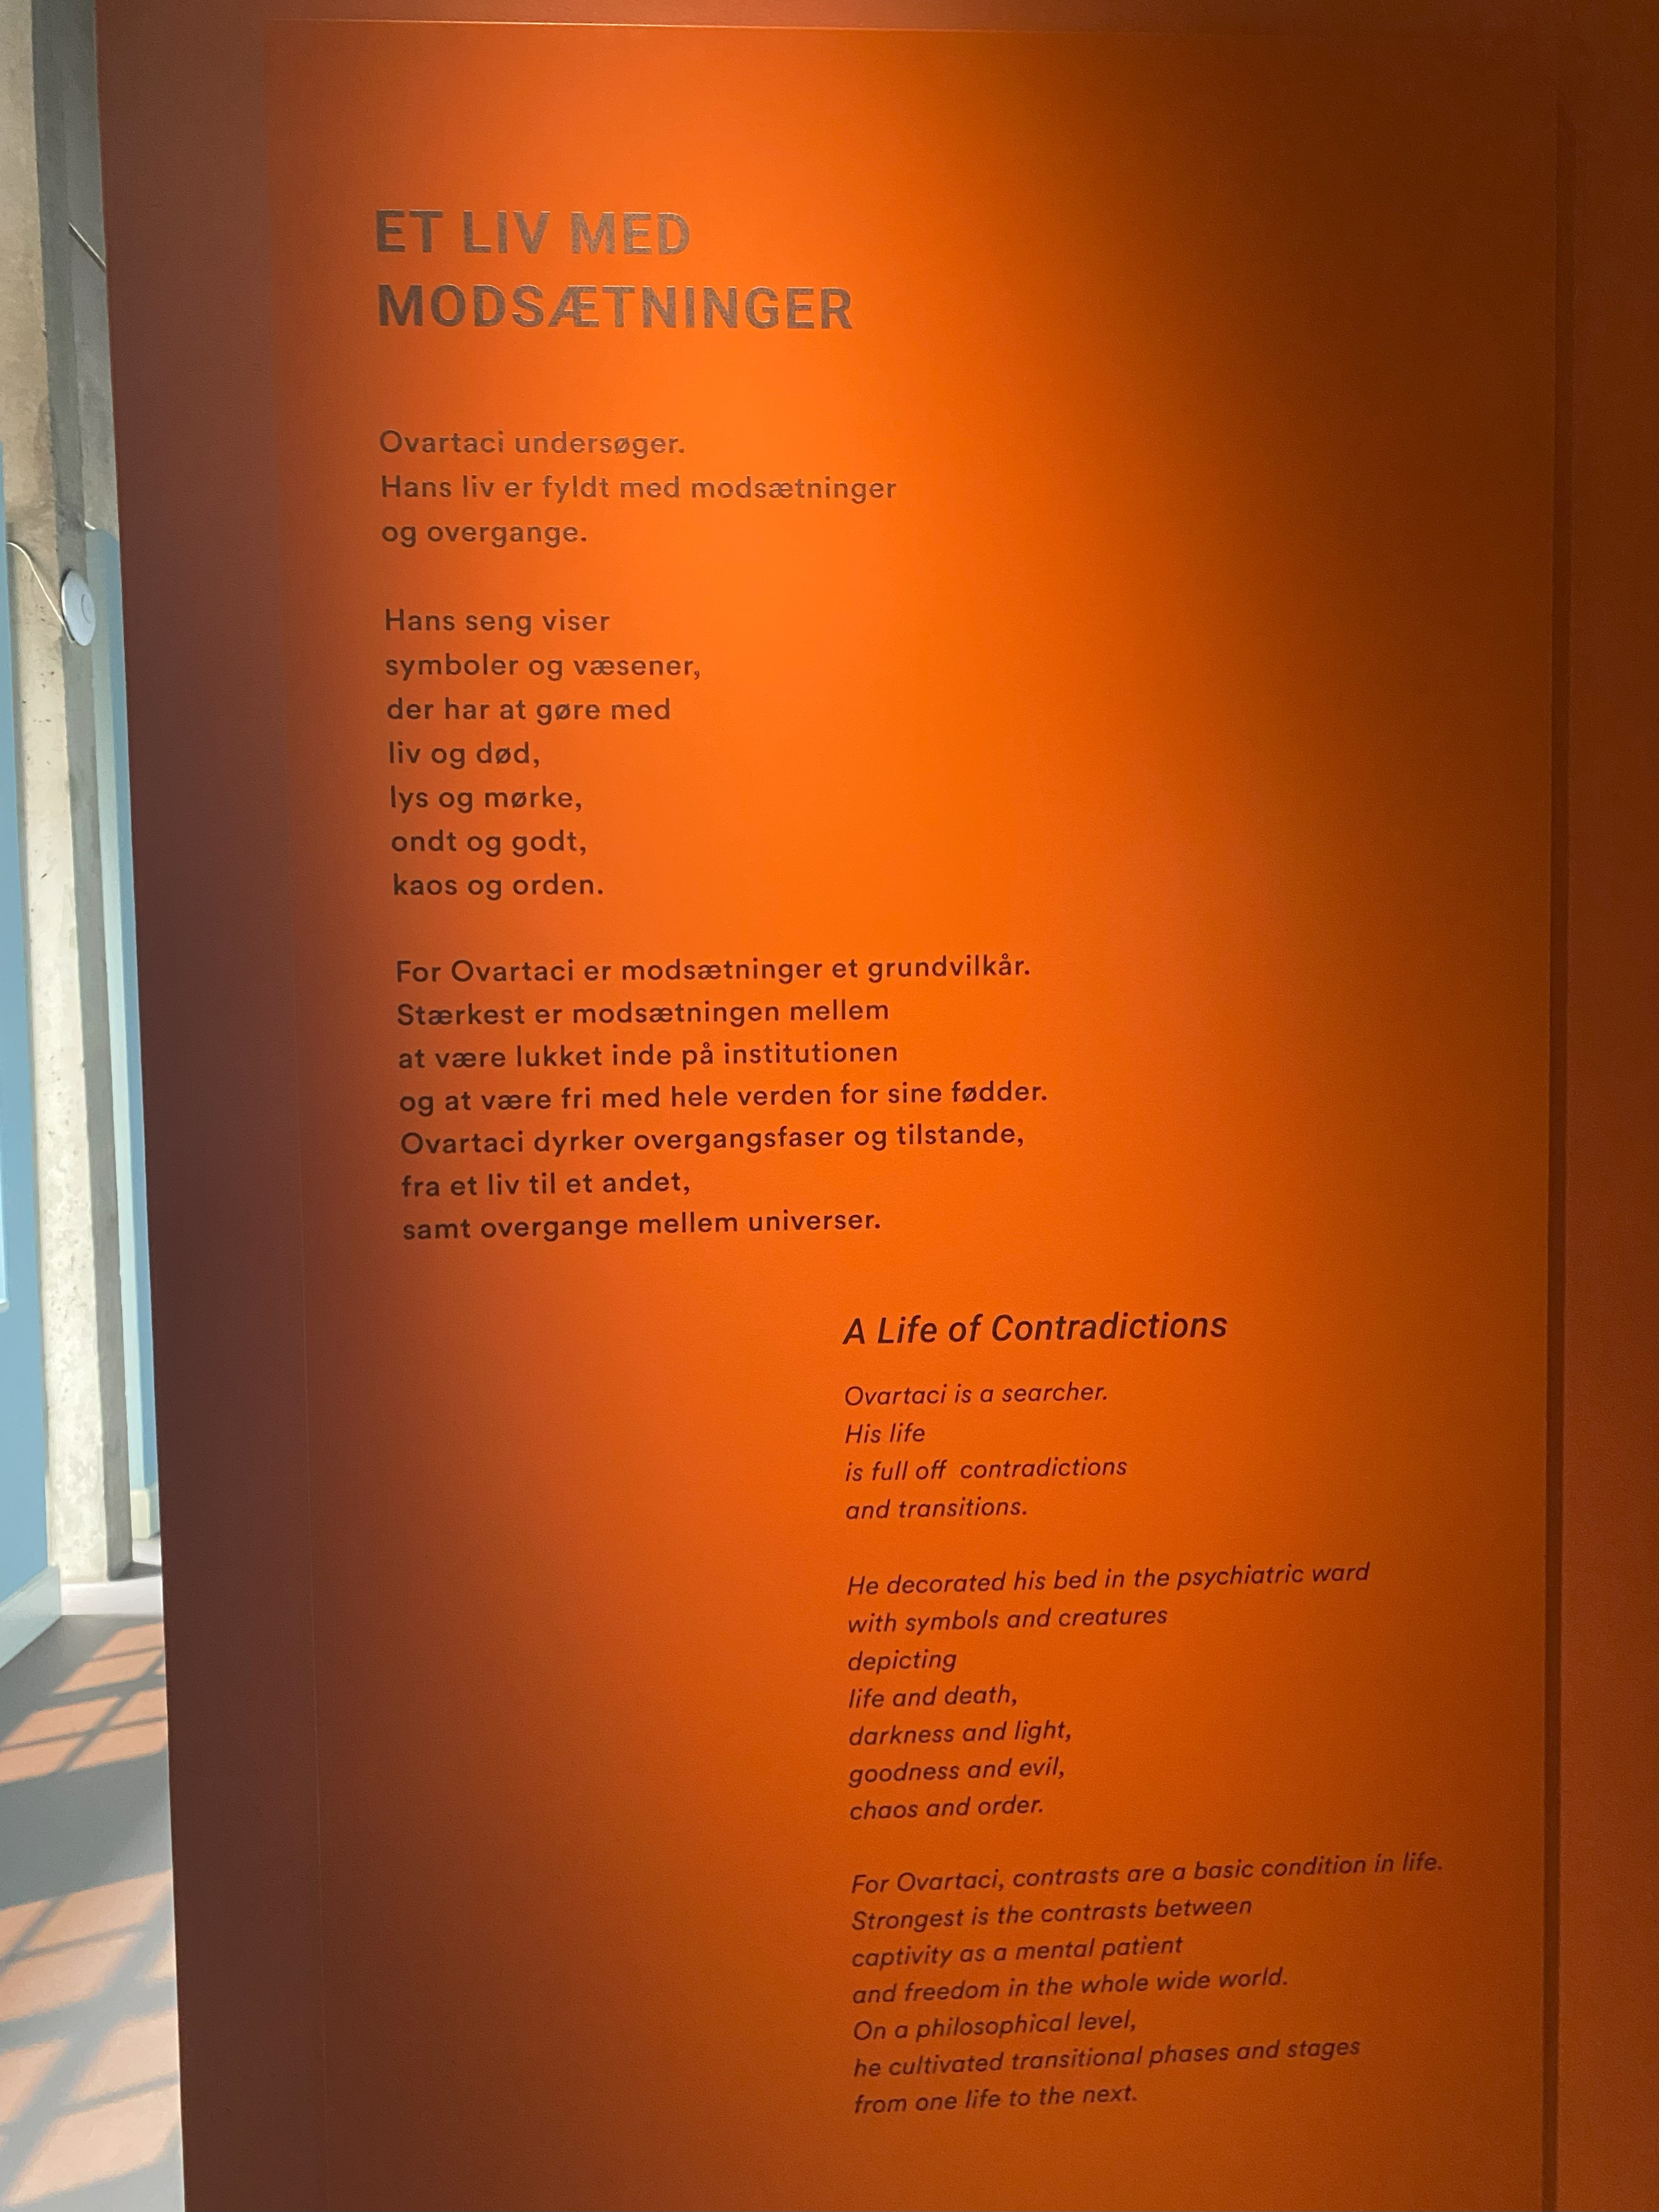 ET LIV MED
MODSÆTNINGER
Ovartaci undersøger.
Hans liv er fyldt med modsætninger
og overgange.
Hans seng viser
symboler og væsener,
der har at gøre med
liv og død,
lys og mørke,
ondt og godt,
kaos og orden.
For Ovartaci er modsætninger et grundvilkår.
Stærkest er modsætningen mellem
at være lukket inde på institutionen
og at være fri med hele verden for sine fødder.
Ovartaci dyrker overgangsfaser og tilstande,
fra et liv til et andet,
samt overgange mellem universer.
A Life of Contradictions
Ovartaci is a searcher.
His life
is full off contradictions
and transitions.
He decorated his bed in the psychiatric ward
with symbols and creatures
depicting
life and death,
darkness and light,
goodness and evil,
chaos and order.
For Ovartaci, contrasts are a basic condition in life.
Strongest is the contrasts between
captivity as a mental patient
and freedom in the whole wide world.
On a philosophical level,
he cultivated transitional phases and stages
from one life to the next.